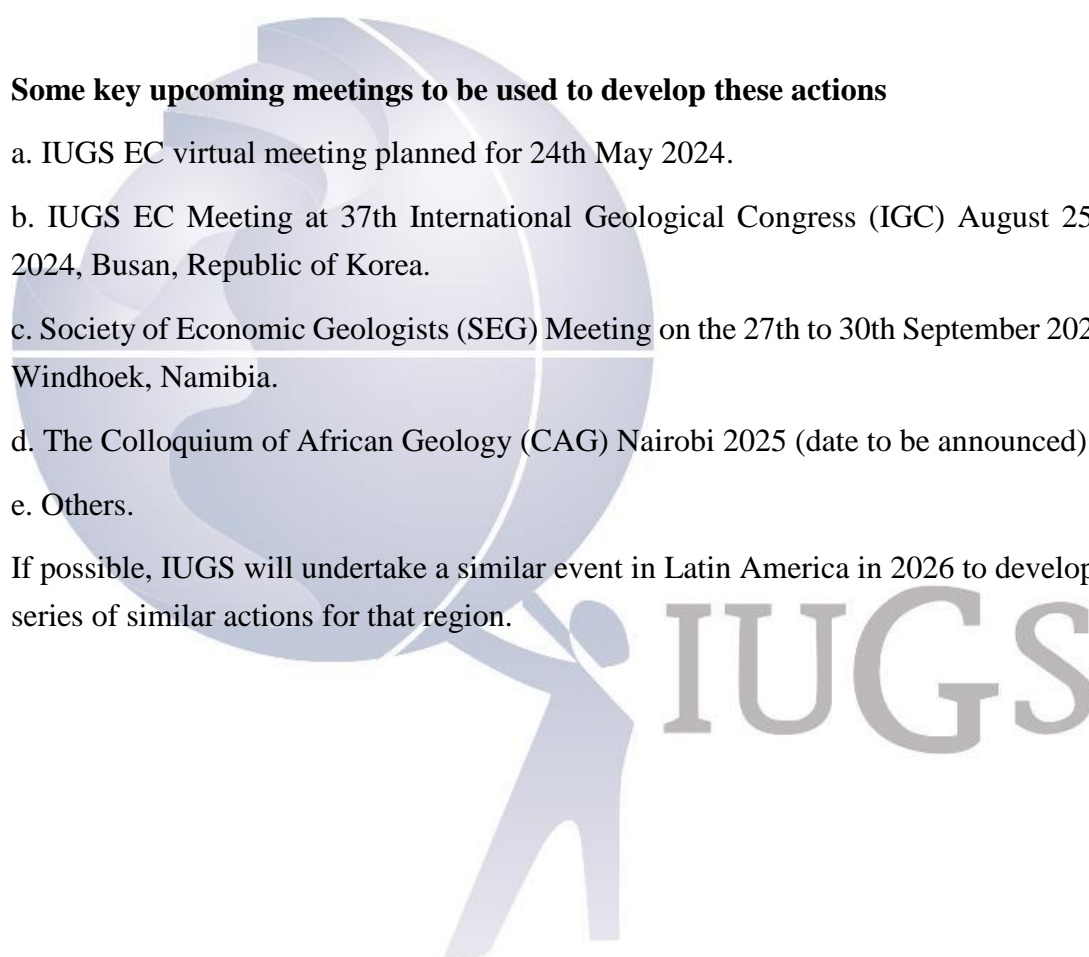 Some key upcoming meetings to be used to develop these actions
a. IUGS EC virtual meeting planned for 24th May 2024.
b. IUGS EC Meeting at 37th International Geological Congress (IGC) August 25
2024, Busan, Republic of Korea.
c. Society of Economic Geologists (SEG) Meeting on the 27th to 30th September 202
Windhoek, Namibia.
d. The Colloquium of African Geology (CAG) Nairobi 2025 (date to be announced)
e. Others.
If possible, IUGS will undertake a similar event in Latin America in 2026 to develop
series of similar actions for that region.
IUGS